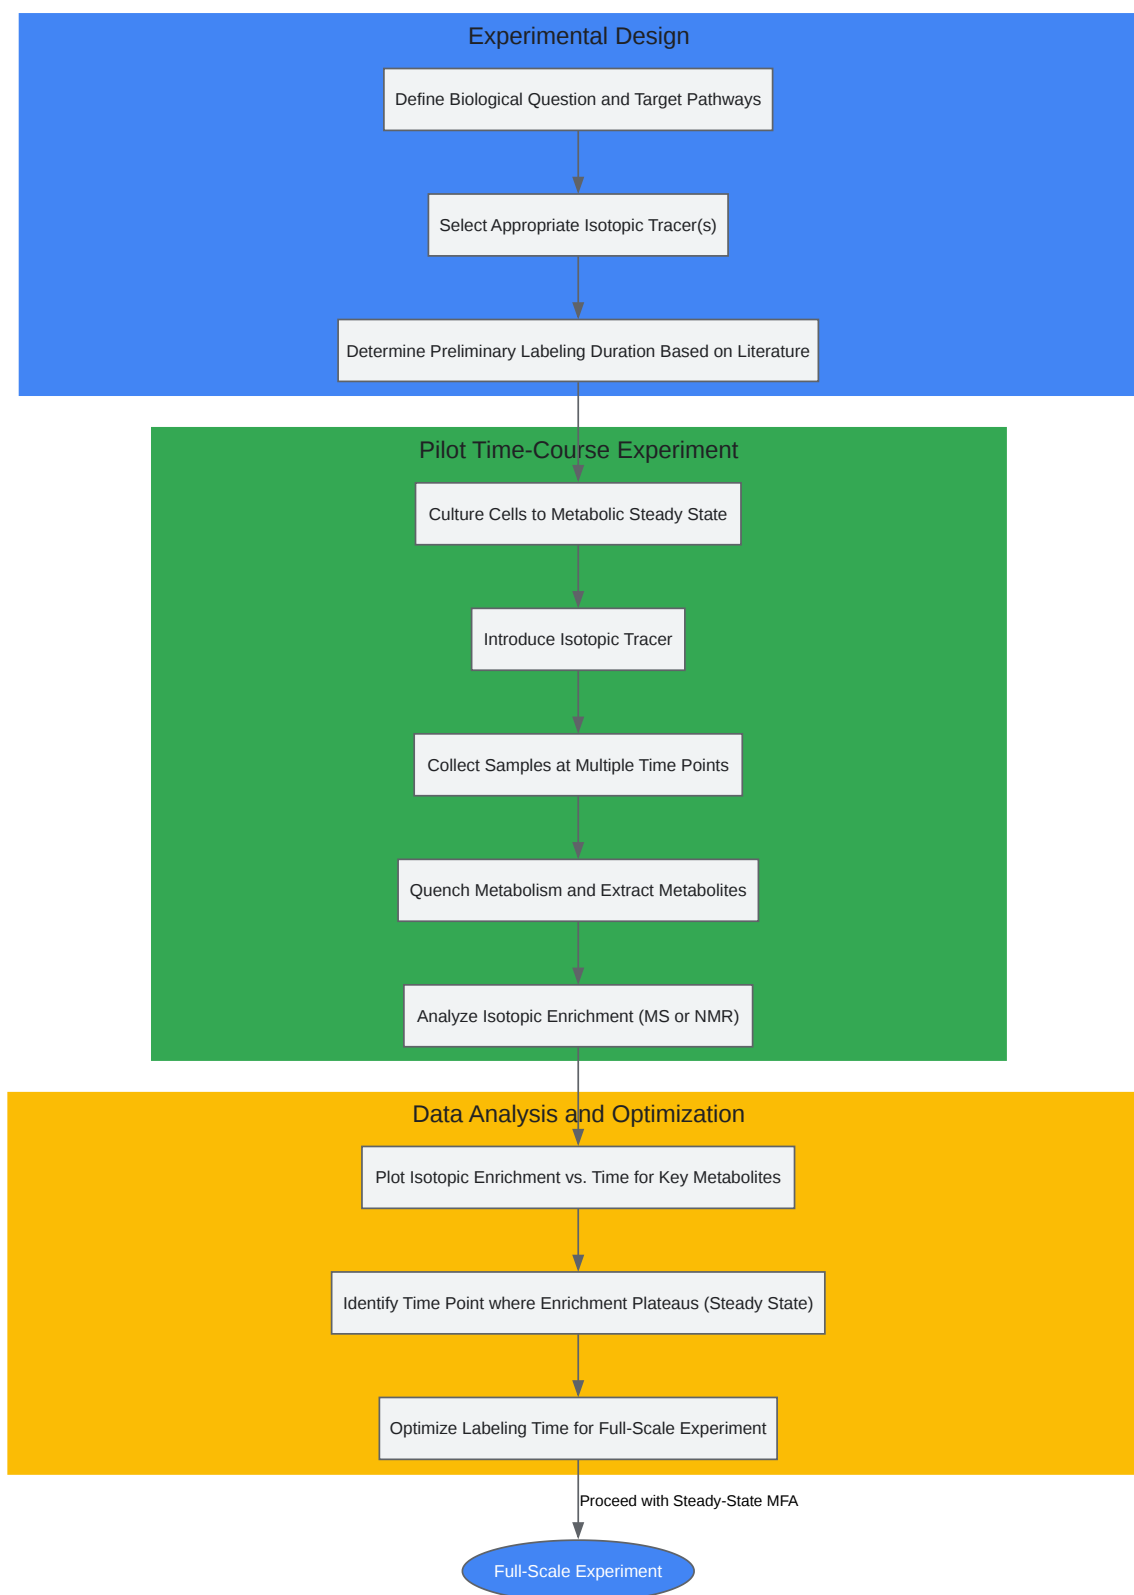 Experimental Design
Define Biological Question and Target Pathways
Select Appropriate Isotopic Tracer(s)
Determine Preliminary Labeling Duration Based on Literature
Pilot Time-Course Experiment
Culture Cells to Metabolic Steady State
Introduce Isotopic Tracer
Collect Samples at Multiple Time Points
Quench Metabolism and Extract Metabolites
Analyze Isotopic Enrichment (MS or NMR)
Data Analysis and Optimization
Plot Isotopic Enrichment vs. Time for Key Metabolites
Identify Time Point where Enrichment Plateaus (Steady State)
Optimize Labeling Time for Full-Scale Experiment
Proceed with Steady-State MFA
Full-Scale Experiment